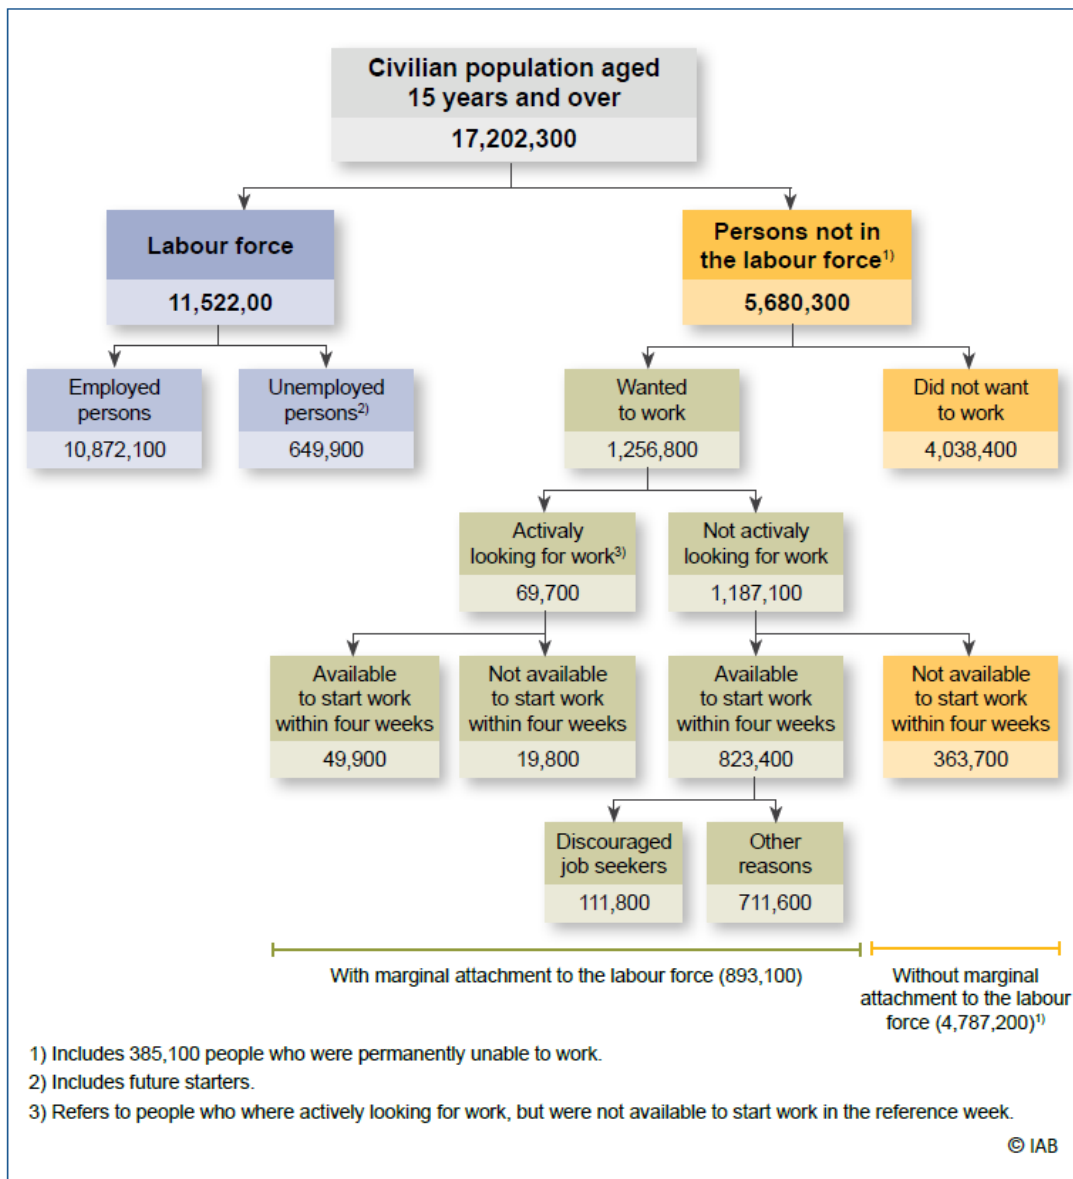 Civilian population aged
15 years and over
17,202,300
Labour force
11,522,00
Persons not in
the labour force1)
5,680,300
Employed
persons
10,872,100
Unemployed
persons2)
649,900
Wanted
to work
1,256,800
Did not want
to work
4,038,400
Activaly
looking for work3)
69,700
Not activaly
looking for work
1,187,100
Available
to start work
within four weeks
49,900
Not available
to start work
within four weeks
19,800
Available
to start work
within four weeks
823,400
Not available
to start work
within four weeks
363,700
Discouraged
job seekers
111,800
Other
reasons
711,600
With marginal attachment to the labour force (893,100)
Without marginal
attachment to the labour
force (4,787,200)1)
1) Includes 385,100 people who were permanently unable to work.
2) Includes future starters.
3) Refers to people who where actively looking for work, but were not available to start work in the reference week.
© IAB